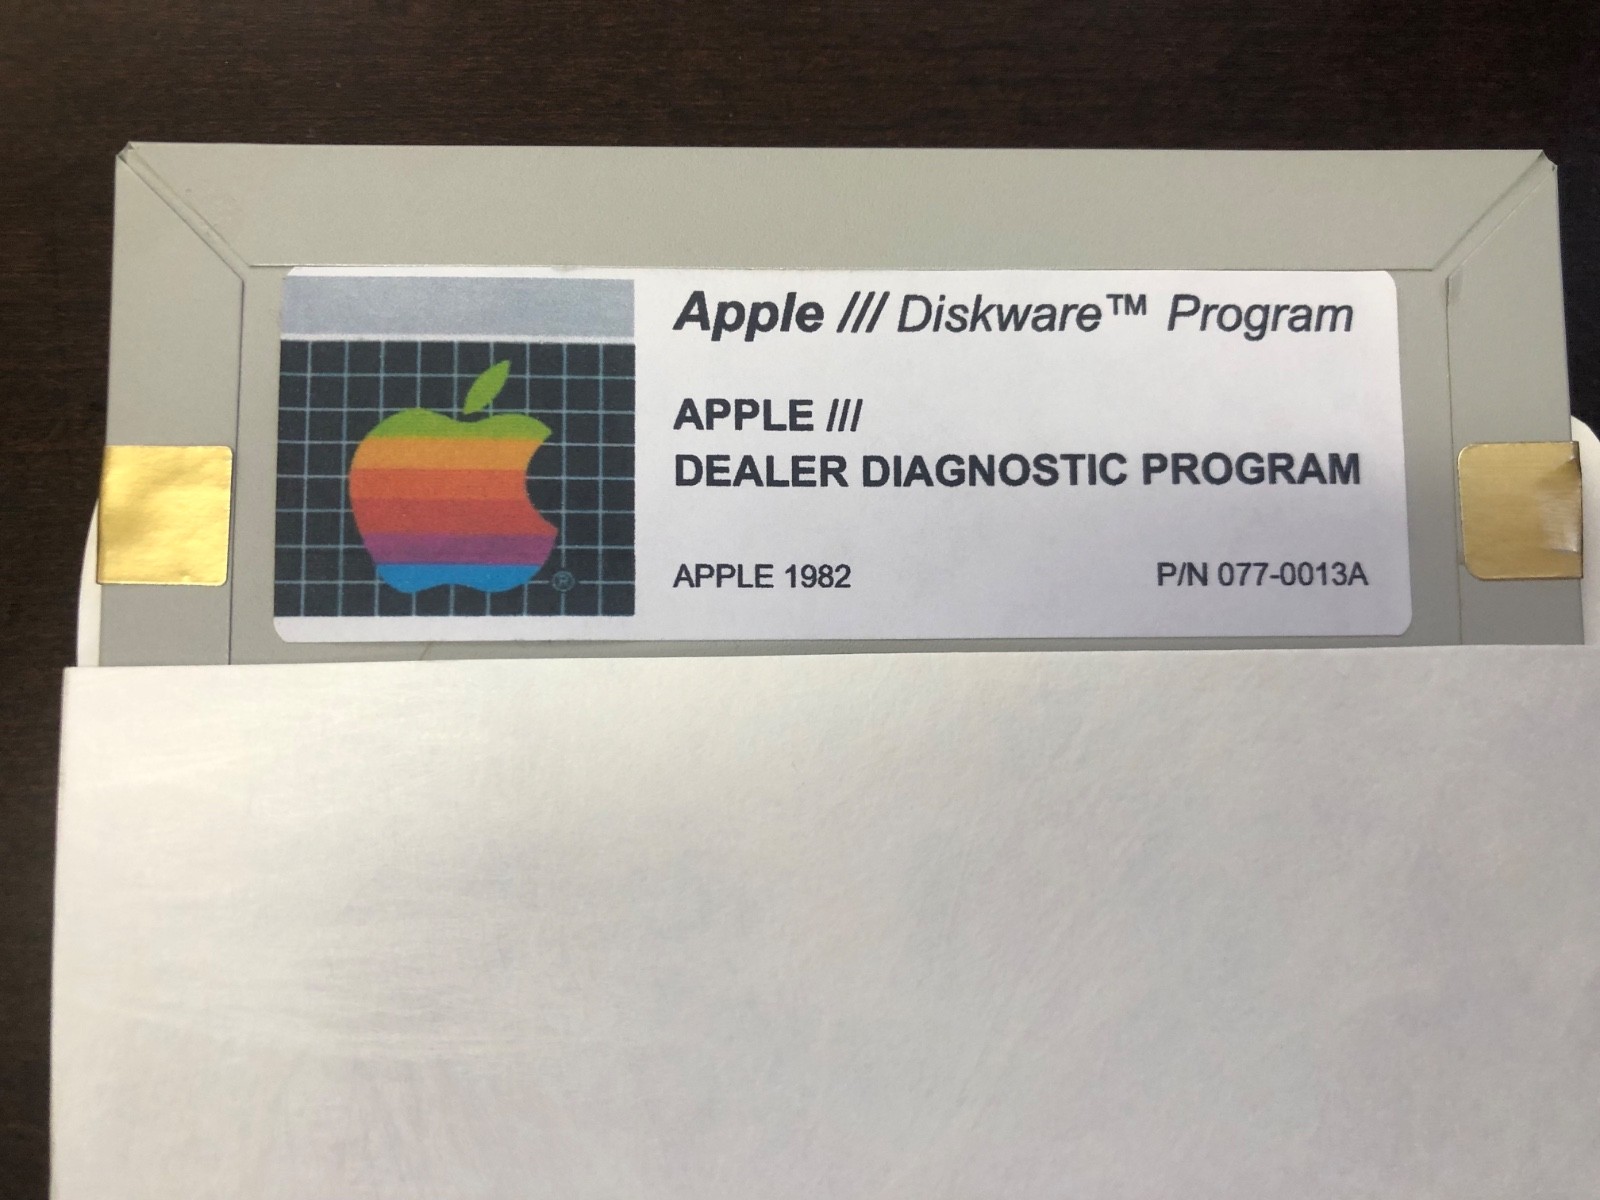 Apple /// Diskware™ Program
APPLE ///
DEALER DIAGNOSTIC PROGRAM
APPLE 1982 P/N 077-0013A
®